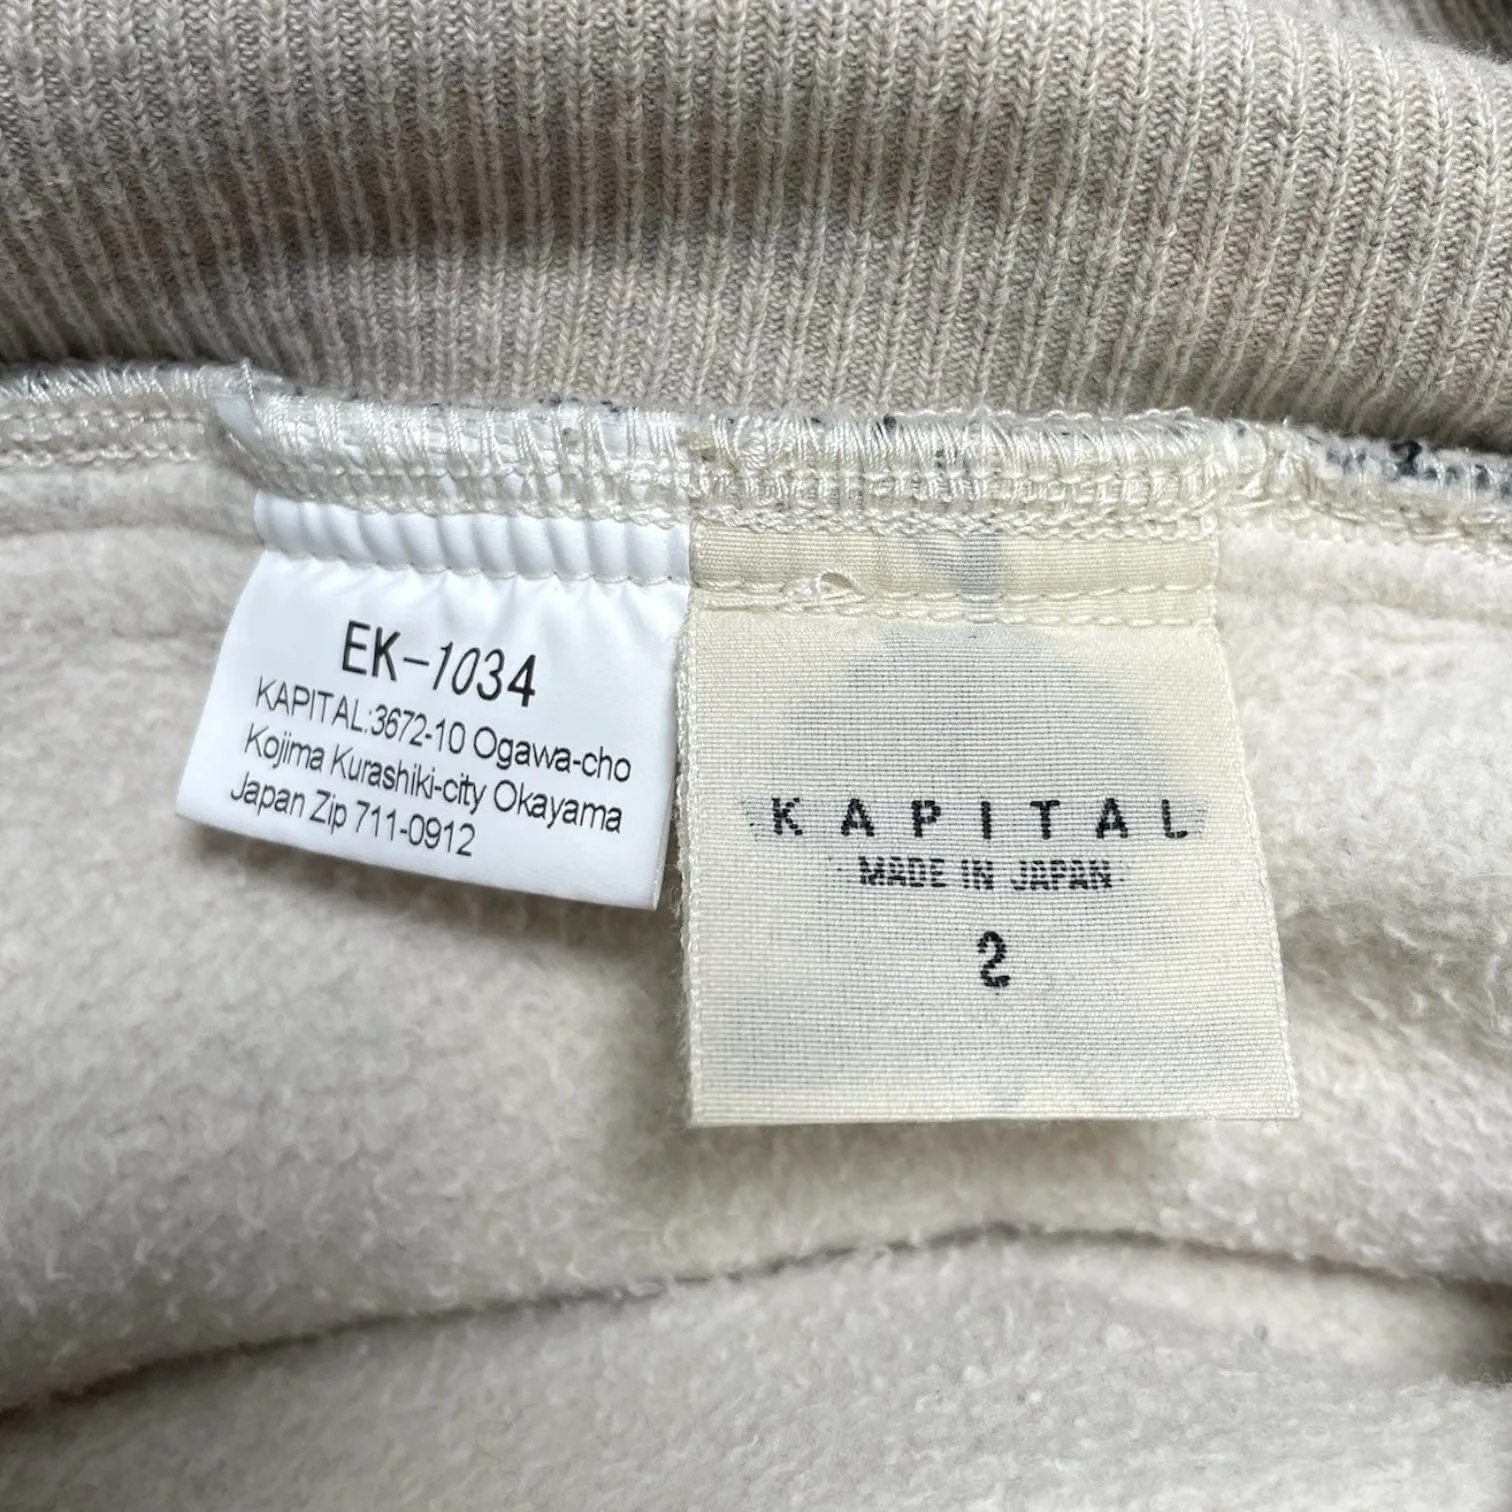 EK-1034
KAPITAL:3672-10 Ogawa-cho
Kojima Kurashiki-city Okayama
Japan Zip 711-0912
KAPITAL
MADE IN JAPAN
2